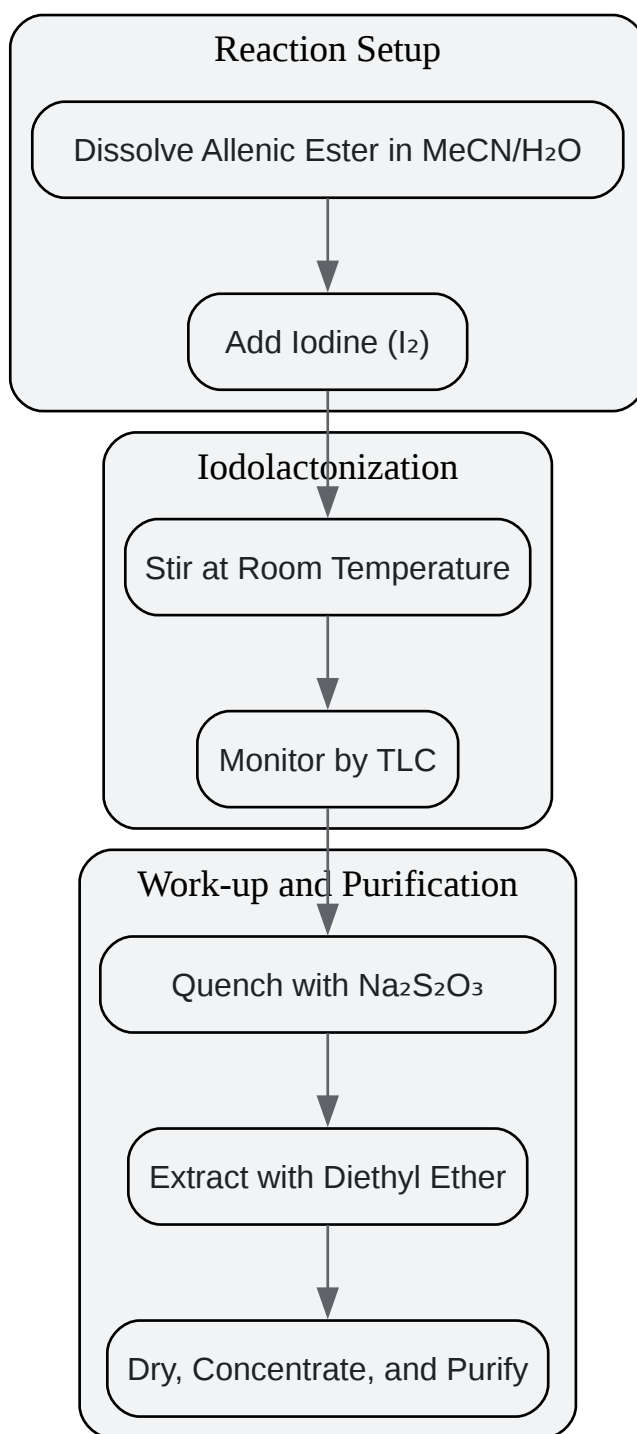 Reaction Setup
Dissolve Allenic Ester in MeCN/H₂O
Add Iodine (I₂)
Iodolactonization
Stir at Room Temperature
Monitor by TLC
Work-up and Purification
Quench with Na₂S₂O₃
Extract with Diethyl Ether
Dry, Concentrate, and Purify